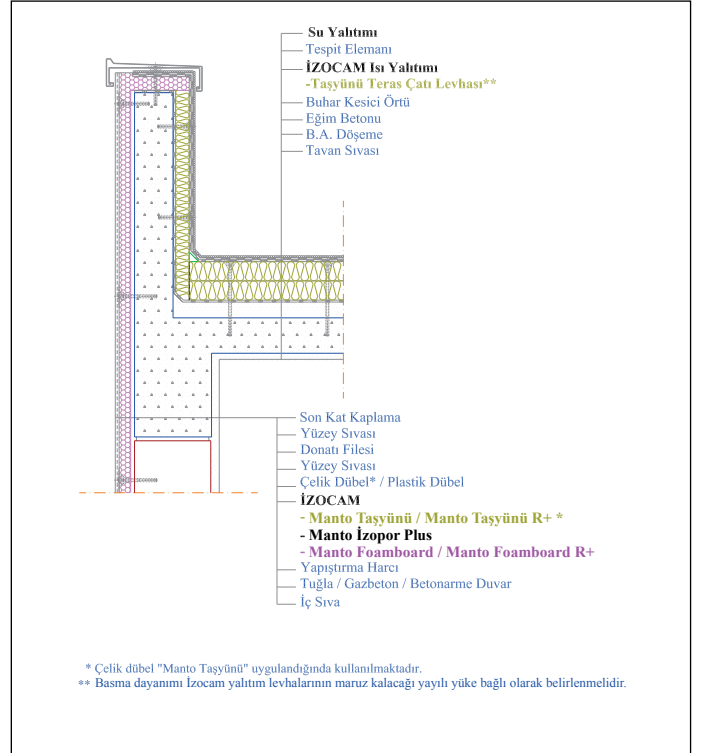 Su Yalıtımı
Tespit Elemanı
İZOCAM Isı Yalıtımı
-Taşyünü Teras Çatı Levhası**
Buhar Kesici Örtü
Eğim Betonu
B.A. Döşeme
Tavan Sıvası
Son Kat Kaplama
Yüzey Sıvası
Donatı Filesi
Yüzey Sıvası
Çelik Dübel* / Plastik Dübel
İZOCAM
- Manto Taşyünü / Manto Taşyünü R+ *
- Manto İzopor Plus
- Manto Foamboard / Manto Foamboard R+
Yapıştırma Harcı
Tuğla / Gazbeton / Betonarme Duvar
İç Sıva
* Çelik dübel "Manto Taşyünü" uygulandığında kullanılmaktadır.
** Basma dayanımı İzocam yalıtım levhalarının maruz kalacağı yayılı yüke bağlı olarak belirlenmelidir.